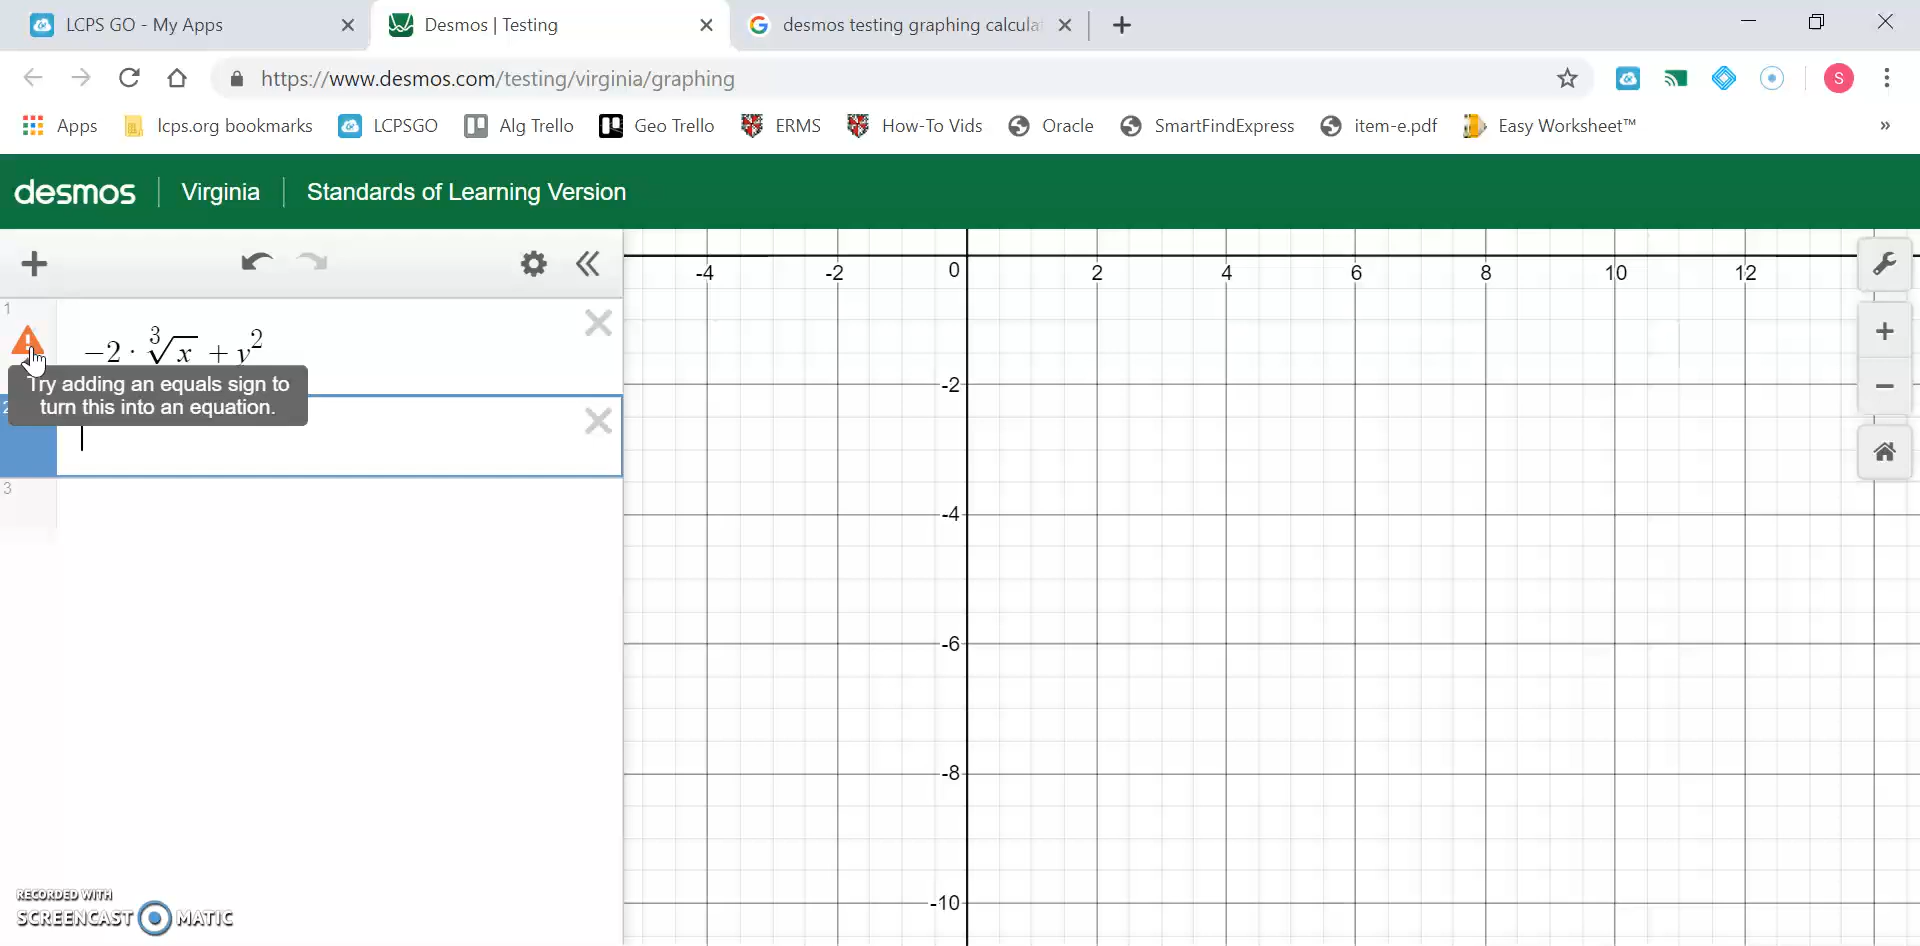 LCPS GO - My Apps
Desmos | Testing
desmos testing graphing calcula
https://www.desmos.com/testing/virginia/graphing
S
Apps
lcps.org bookmarks
LCPSGO
Alg Trello
Geo Trello
ERMS
How-To Vids
Oracle
SmartFindExpress
item-e.pdf
Easy Worksheet™
»
desmos
Virginia
Standards of Learning Version
1
−2 · ∛x + y²
Try adding an equals sign to
turn this into an equation.
2
3
-4 -2 0 2 4 6 8 10 12
-2
-4
-6
-8
-10
RECORDED WITH
SCREENCAST MATIC